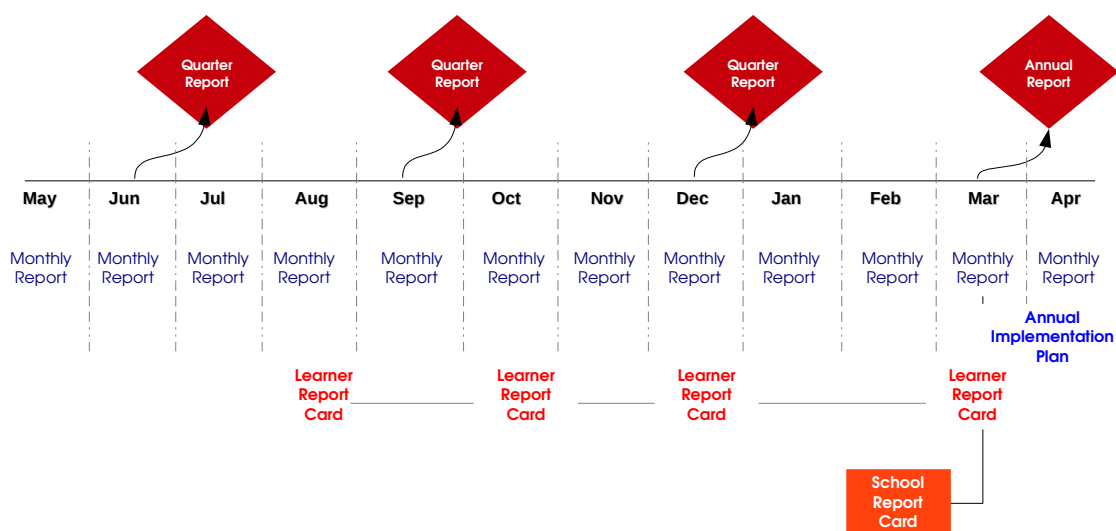 Quarter
Report
Quarter
Report
Quarter
Report
Annual
Report
May Jun Jul Aug Sep Oct Nov Dec Jan Feb Mar Apr
Monthly Monthly Monthly Monthly Monthly Monthly Monthly Monthly Monthly Monthly Monthly Monthly
Report Report Report Report Report Report Report Report Report Report Report Report
Annual
Implementation
Plan
Learner Learner Learner Learner
Report Report Report Report
Card Card Card Card
School
Report
Card